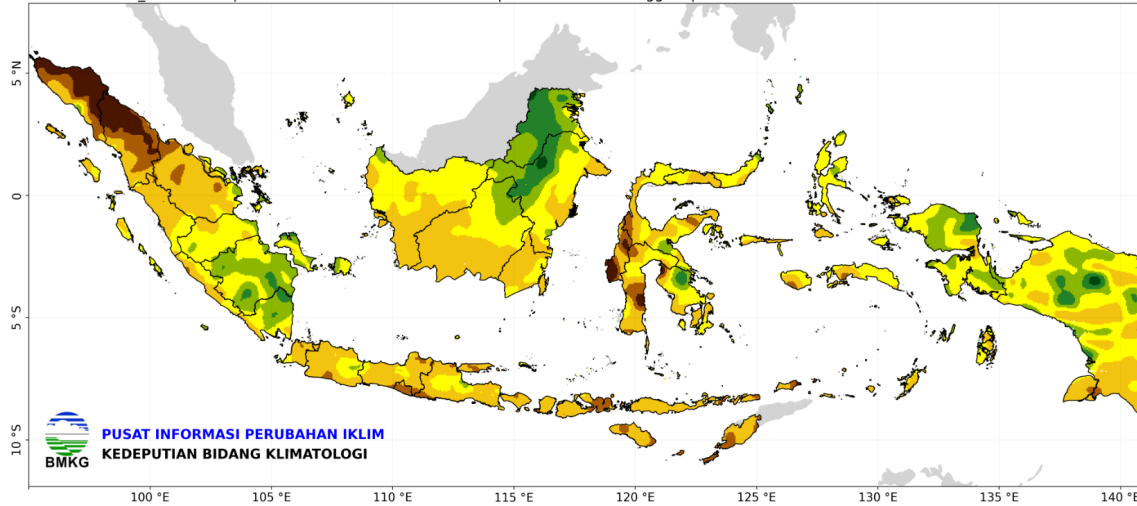 5 °N
0
5 °S
10 °S
BMKG
PUSAT INFORMASI PERUBAHAN IKLIM
KEDEPUTIAN BIDANG KLIMATOLOGI
100 °E
105 °E
110 °E
115 °E
120 °E
125 °E
130 °E
135 °E
140 °E